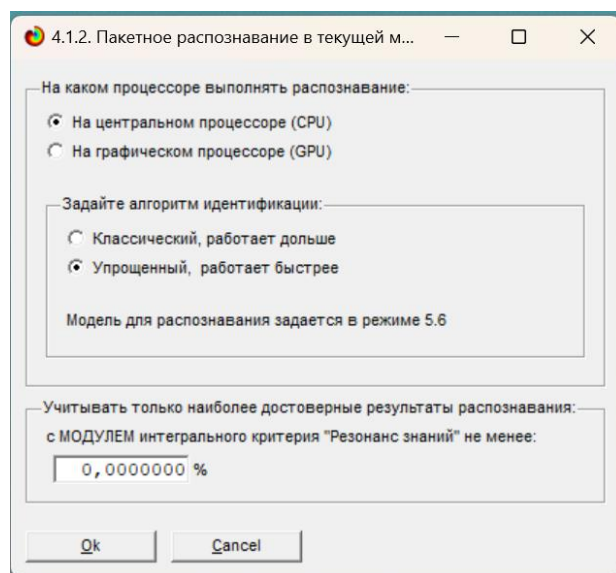 4.1.2. Пакетное распознавание в текущей м...
На каком процессоре выполнять распознавание:
На центральном процессоре (CPU)
На графическом процессоре (GPU)
Задайте алгоритм идентификации:
Классический, работает дольше
Упрощенный, работает быстрее
Модель для распознавания задается в режиме 5.6
Учитывать только наиболее достоверные результаты распознавания:
с МОДУЛЕМ интегрального критерия "Резонанс знаний" не менее:
0,0000000 %
Ok Cancel